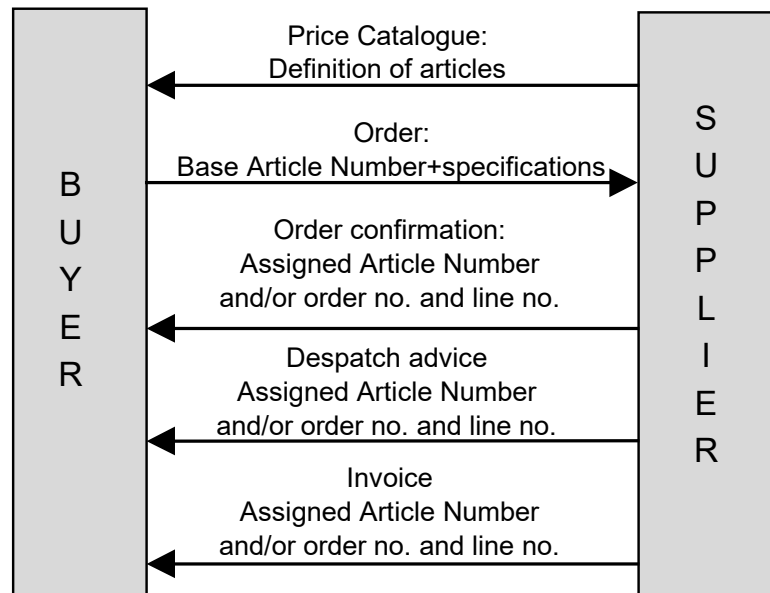 Price Catalogue:
Definition of articles
Order:
Base Article Number+specifications
Order confirmation:
Assigned Article Number
and/or order no. and line no.
Despatch advice
Assigned Article Number
and/or order no. and line no.
Invoice
Assigned Article Number
and/or order no. and line no.
B
U
Y
E
R
S
U
P
P
L
I
E
R